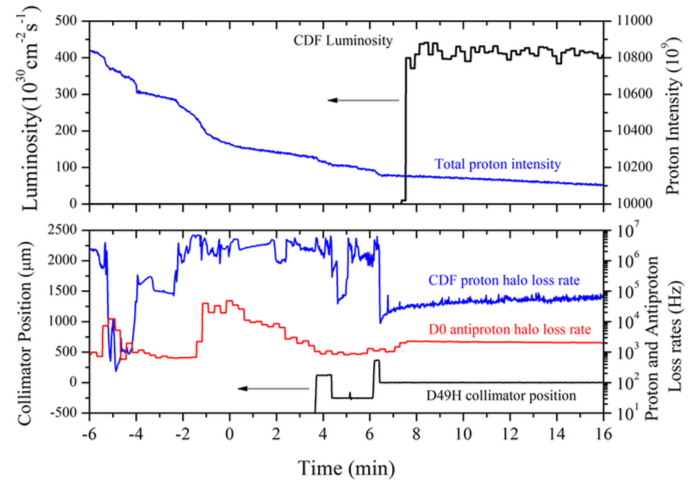 500
400
300
200
100
0
Luminosity(10³⁰cm⁻² s⁻¹)
CDF Luminosity
Total proton intensity
11000
10800
10600
10400
10200
10000
Proton Intensity (10⁹)
2500
2000
1500
1000
500
0
-500
Collimator Position (μm)
CDF proton halo loss rate
D0 antiproton halo loss rate
D49H collimator position
10⁷
10⁶
10⁵
10⁴
10³
10²
10¹
Proton and Antiproton
Loss rates (Hz)
-6 -4 -2 0 2 4 6 8 10 12 14 16
Time (min)